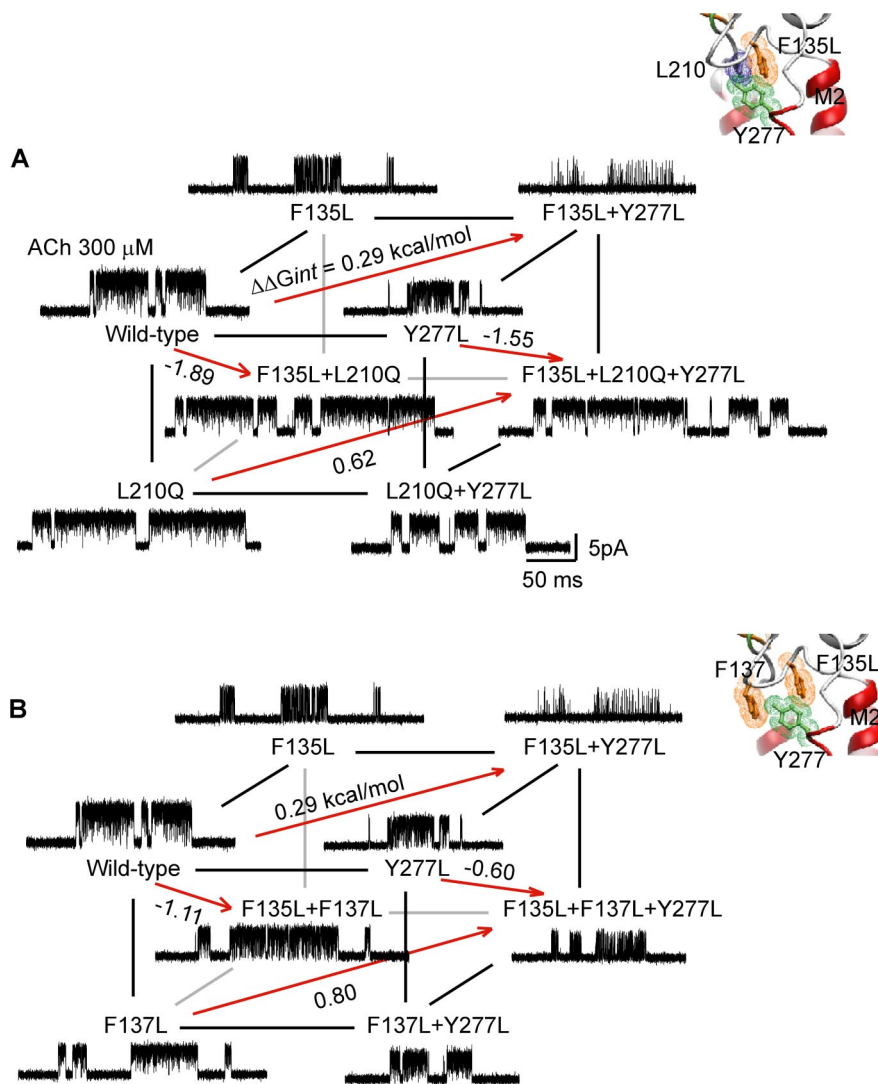 F135L
L210
M2
Y277
A
F135L
F135L+Y277L
ACh 300 μM
ΔΔGint = 0.29 kcal/mol
Wild-type
Y277L
-1.55
-1.89
F135L+L210Q
F135L+L210Q+Y277L
0.62
L210Q
L210Q+Y277L
5pA
50 ms
F137
F135L
B
M2
Y277
F135L
F135L+Y277L
0.29 kcal/mol
Wild-type
Y277L
-0.60
-1.11
F135L+F137L
F135L+F137L+Y277L
0.80
F137L
F137L+Y277L